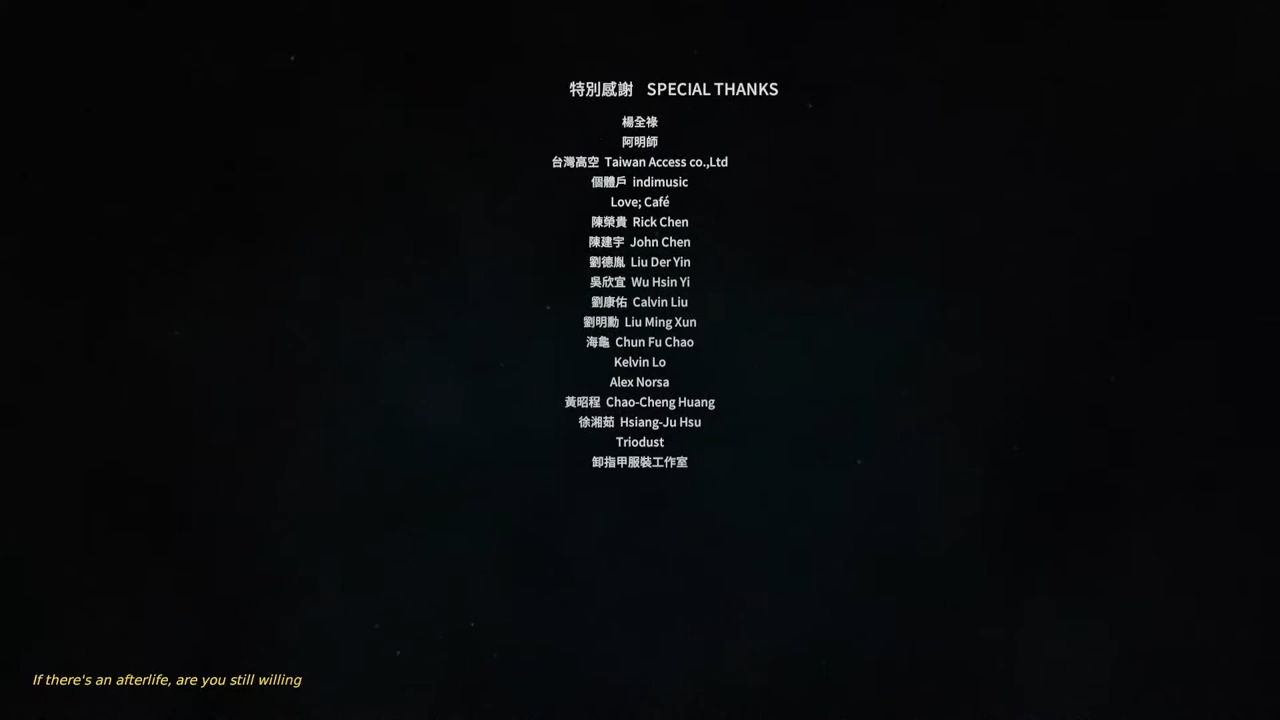 特別感謝 SPECIAL THANKS
楊全祿
阿明師
台灣高空 Taiwan Access co.,Ltd
個體戶 indimusic
Love; Café
陳榮貴 Rick Chen
陳建宇 John Chen
劉德胤 Liu Der Yin
吳欣宜 Wu Hsin Yi
劉康佑 Calvin Liu
劉明勳 Liu Ming Xun
海龜 Chun Fu Chao
Kelvin Lo
Alex Norsa
黃昭程 Chao-Cheng Huang
徐湘茹 Hsiang-Ju Hsu
Triodust
卸指甲服裝工作室
If there's an afterlife, are you still willing